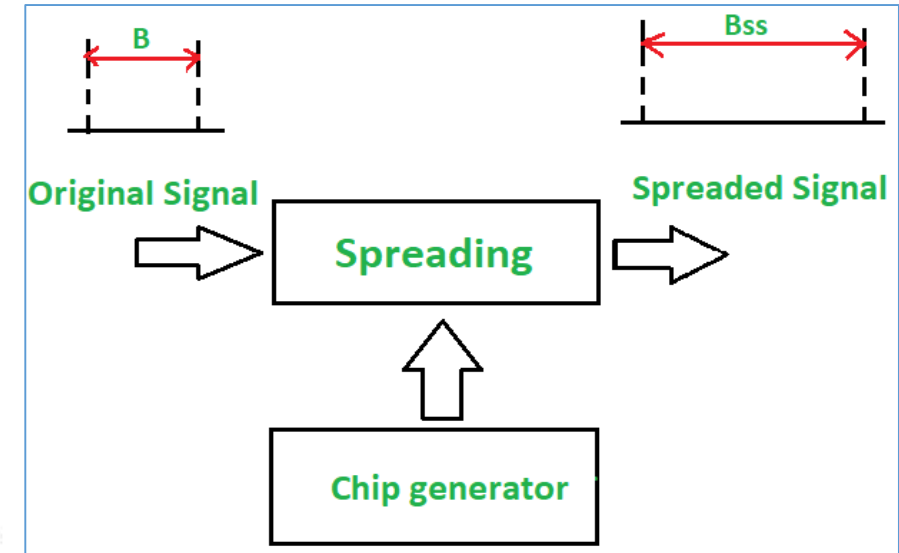 B
Bss
Original Signal
Spreaded Signal
Spreading
Chip generator